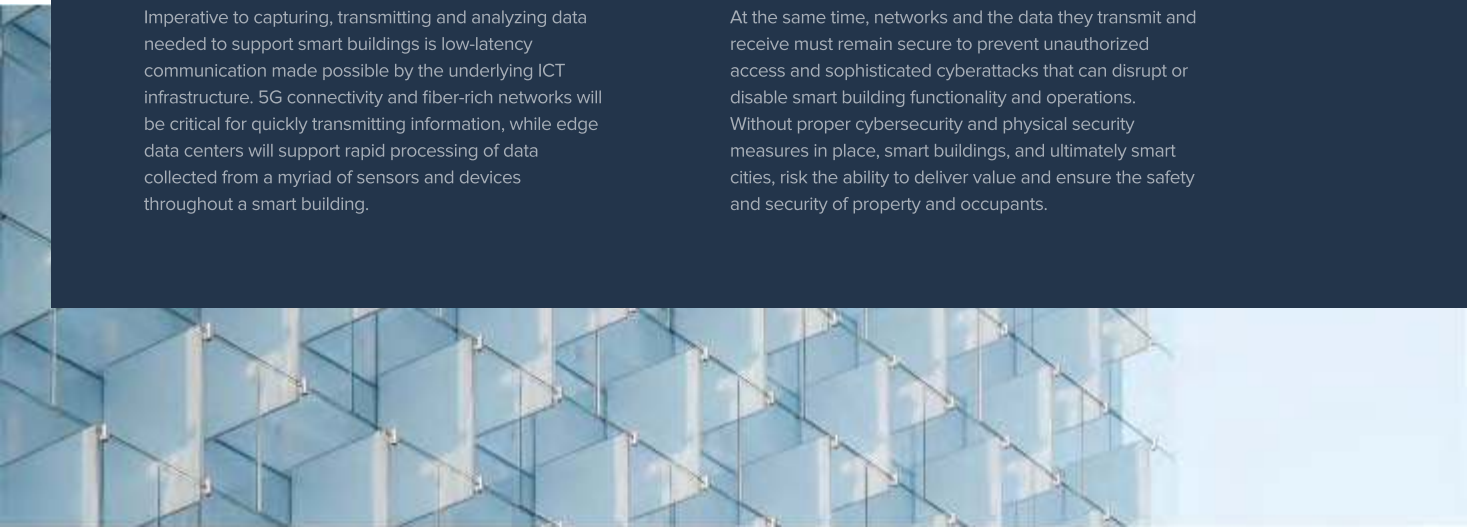 Imperative to capturing, transmitting and analyzing data
needed to support smart buildings is low-latency
communication made possible by the underlying ICT
infrastructure. 5G connectivity and fiber-rich networks will
be critical for quickly transmitting information, while edge
data centers will support rapid processing of data
collected from a myriad of sensors and devices
throughout a smart building.
At the same time, networks and the data they transmit and
receive must remain secure to prevent unauthorized
access and sophisticated cyberattacks that can disrupt or
disable smart building functionality and operations.
Without proper cybersecurity and physical security
measures in place, smart buildings, and ultimately smart
cities, risk the ability to deliver value and ensure the safety
and security of property and occupants.